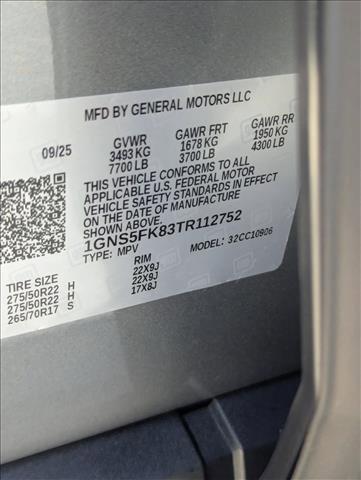 MFD BY GENERAL MOTORS LLC
09/25 GVWR GAWR FRT GAWR RR
3493 KG 1678 KG 1950 KG
7700 LB 3700 LB 4300 LB
THIS VEHICLE CONFORMS TO ALL
APPLICABLE U.S. FEDERAL MOTOR
VEHICLE SAFETY STANDARDS IN
EFFECT ON THE DATE OF
MANUFACTURE
1GNS5FK83TR112752
TYPE: MPV MODEL: 32CC10906
TIRE SIZE RIM
275/50R22 H 22X9J
275/50R22 H 22X9J
265/70R17 S 17X8J